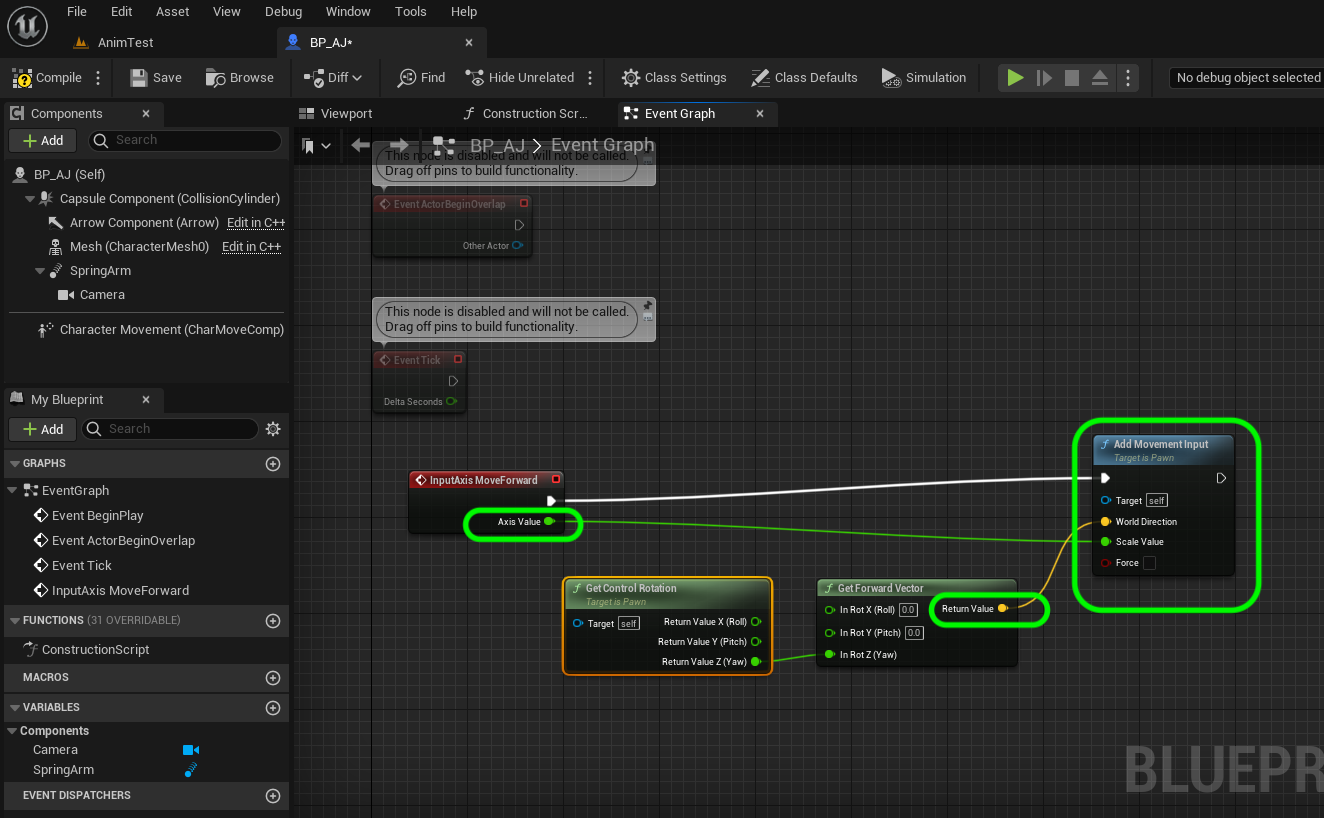 File Edit Asset View Debug Window Tools Help
AnimTest
BP_AJ*
Compile Save Browse Diff Find Hide Unrelated Class Settings Class Defaults Simulation No debug object selected
Components
Viewport
Construction Scr...
Event Graph
Add
Search
BP_AJ > Event Graph
This node is disabled and will not be called.
Drag off pins to build functionality.
BP_AJ (Self)
Capsule Component (CollisionCylinder)
Arrow Component (Arrow) Edit in C++
Mesh (CharacterMesh0) Edit in C++
SpringArm
Camera
Character Movement (CharMoveComp)
Event ActorBeginOverlap
Other Actor
This node is disabled and will not be called.
Drag off pins to build functionality.
Event Tick
Delta Seconds
My Blueprint
Add
Search
GRAPHS
EventGraph
Event BeginPlay
Event ActorBeginOverlap
Event Tick
InputAxis MoveForward
FUNCTIONS (31 OVERRIDABLE)
ConstructionScript
MACROS
VARIABLES
Components
Camera
SpringArm
EVENT DISPATCHERS
InputAxis MoveForward
Axis Value
Get Control Rotation
Target is Pawn
Target self
Return Value X (Roll)
Return Value Y (Pitch)
Return Value Z (Yaw)
Get Forward Vector
In Rot X (Roll) 0.0 Return Value
In Rot Y (Pitch) 0.0
In Rot Z (Yaw)
Add Movement Input
Target is Pawn
Target self
World Direction
Scale Value
Force
BLUEPR